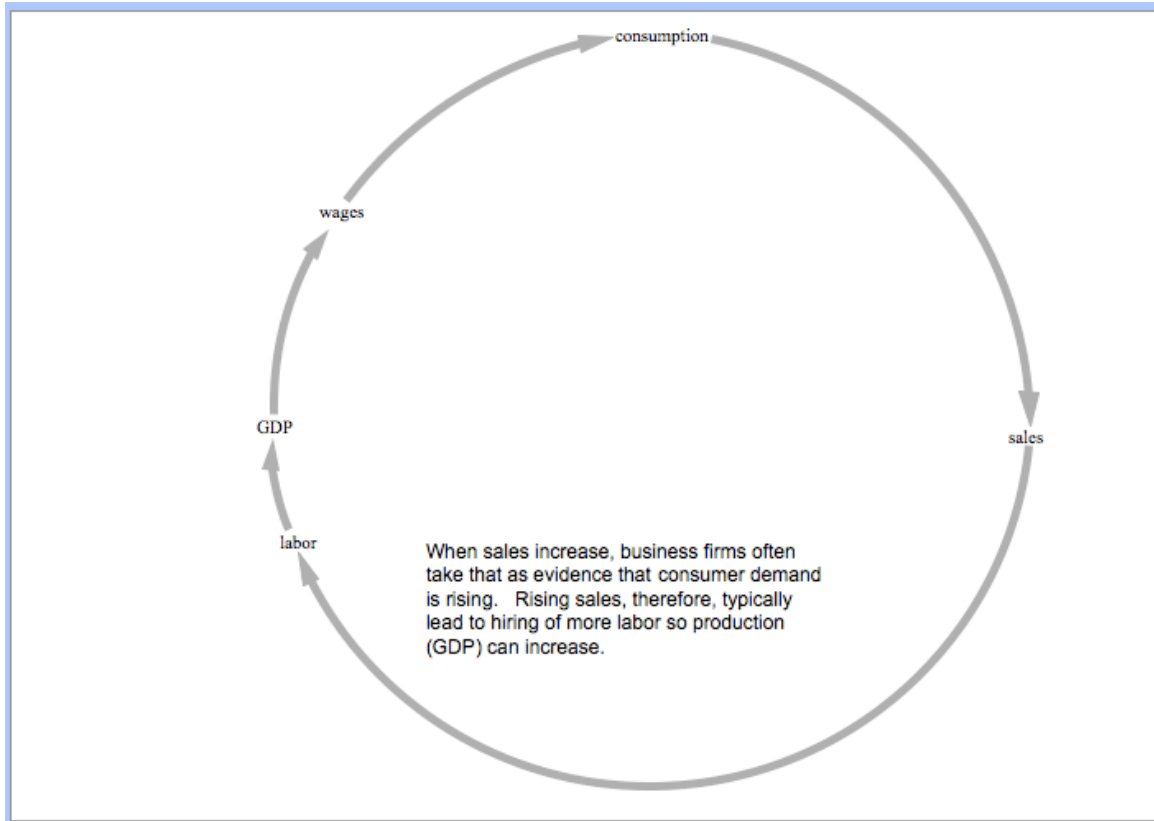 consumption
wages
GDP
sales
labor
When sales increase, business firms often
take that as evidence that consumer demand
is rising.   Rising sales, therefore, typically
lead to hiring of more labor so production
(GDP) can increase.